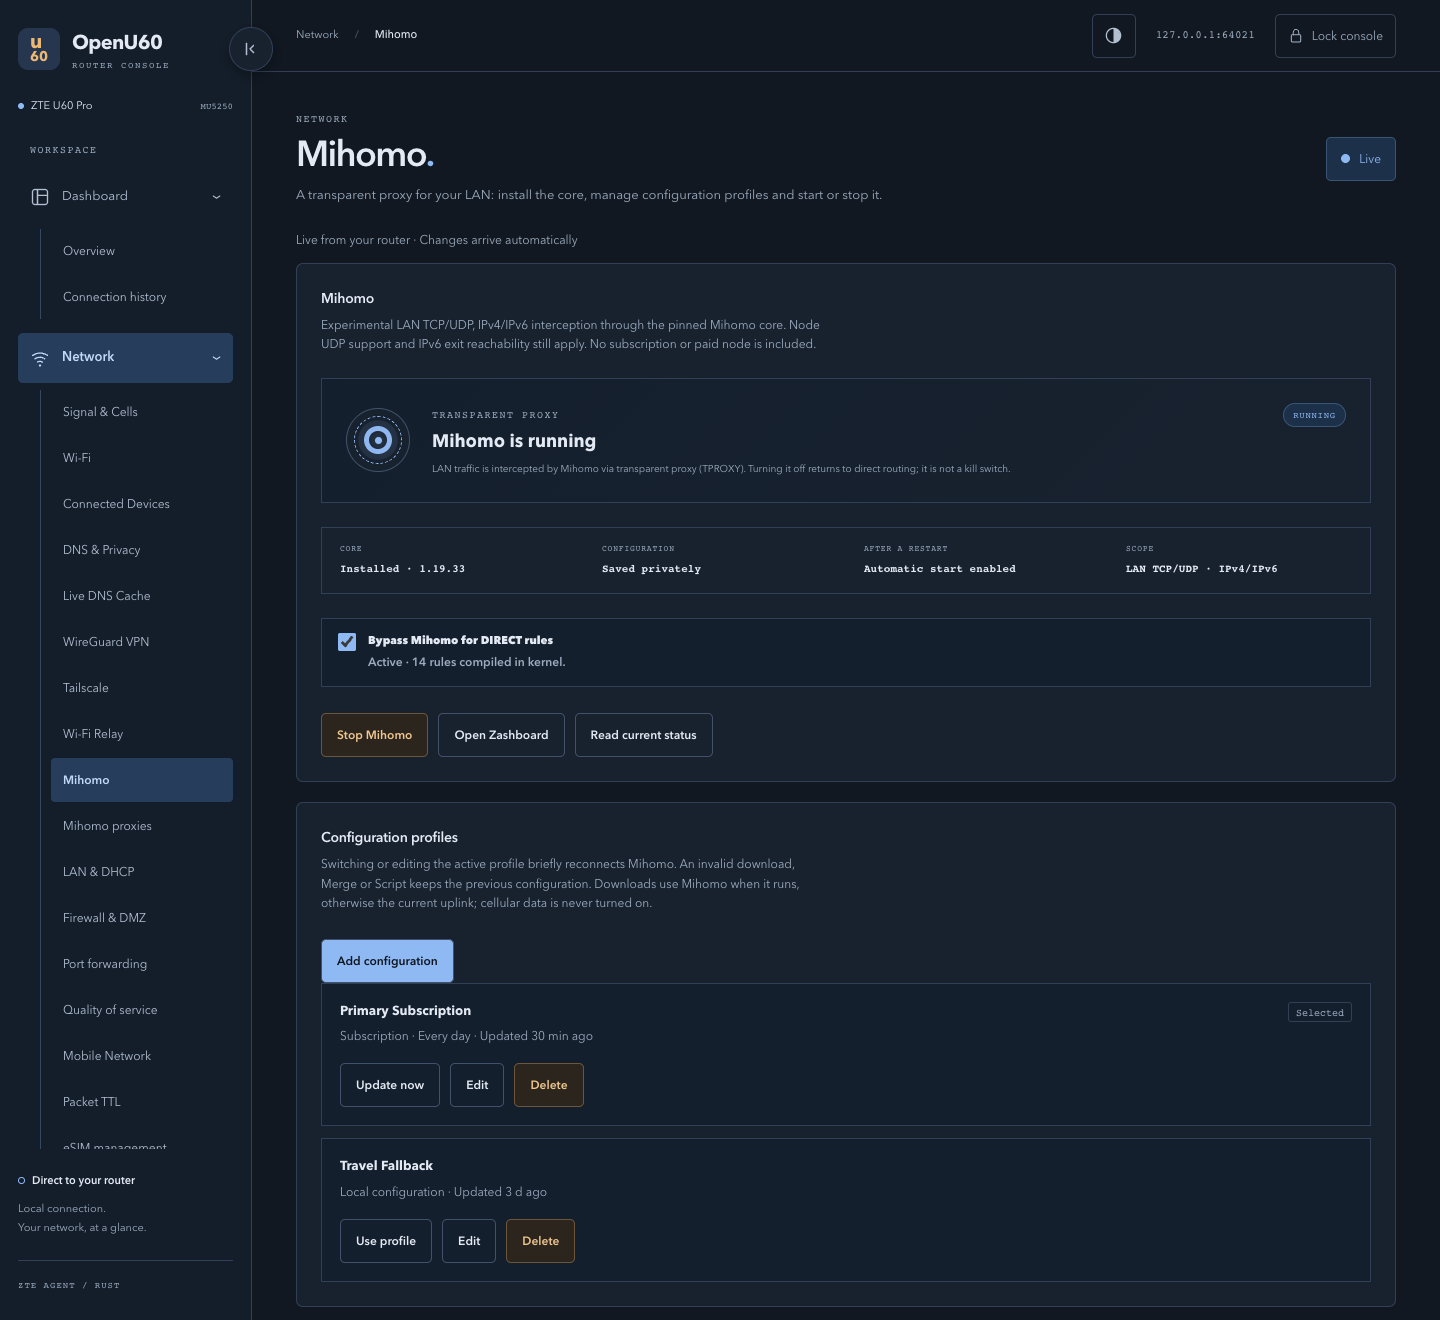 u
60
OpenU60
ROUTER CONSOLE
ZTE U60 Pro
MU5250
WORKSPACE
Dashboard
Overview
Connection history
Network
Signal & Cells
Wi-Fi
Connected Devices
DNS & Privacy
Live DNS Cache
WireGuard VPN
Tailscale
Wi-Fi Relay
Mihomo
Mihomo proxies
LAN & DHCP
Firewall & DMZ
Port forwarding
Quality of service
Mobile Network
Packet TTL
eSIM management
Direct to your router
Local connection.
Your network, at a glance.
ZTE AGENT / RUST
Network / Mihomo
127.0.0.1:64021
Lock console
NETWORK
Mihomo.
A transparent proxy for your LAN: install the core, manage configuration profiles and start or stop it.
Live
Live from your router · Changes arrive automatically
Mihomo
Experimental LAN TCP/UDP, IPv4/IPv6 interception through the pinned Mihomo core. Node
UDP support and IPv6 exit reachability still apply. No subscription or paid node is included.
TRANSPARENT PROXY
Mihomo is running
LAN traffic is intercepted by Mihomo via transparent proxy (TPROXY). Turning it off returns to direct routing; it is not a kill switch.
RUNNING
CORE
Installed · 1.19.33
CONFIGURATION
Saved privately
AFTER A RESTART
Automatic start enabled
SCOPE
LAN TCP/UDP · IPv4/IPv6
Bypass Mihomo for DIRECT rules
Active · 14 rules compiled in kernel.
Stop Mihomo
Open Zashboard
Read current status
Configuration profiles
Switching or editing the active profile briefly reconnects Mihomo. An invalid download,
Merge or Script keeps the previous configuration. Downloads use Mihomo when it runs,
otherwise the current uplink; cellular data is never turned on.
Add configuration
Primary Subscription
Selected
Subscription · Every day · Updated 30 min ago
Update now
Edit
Delete
Travel Fallback
Local configuration · Updated 3 d ago
Use profile
Edit
Delete